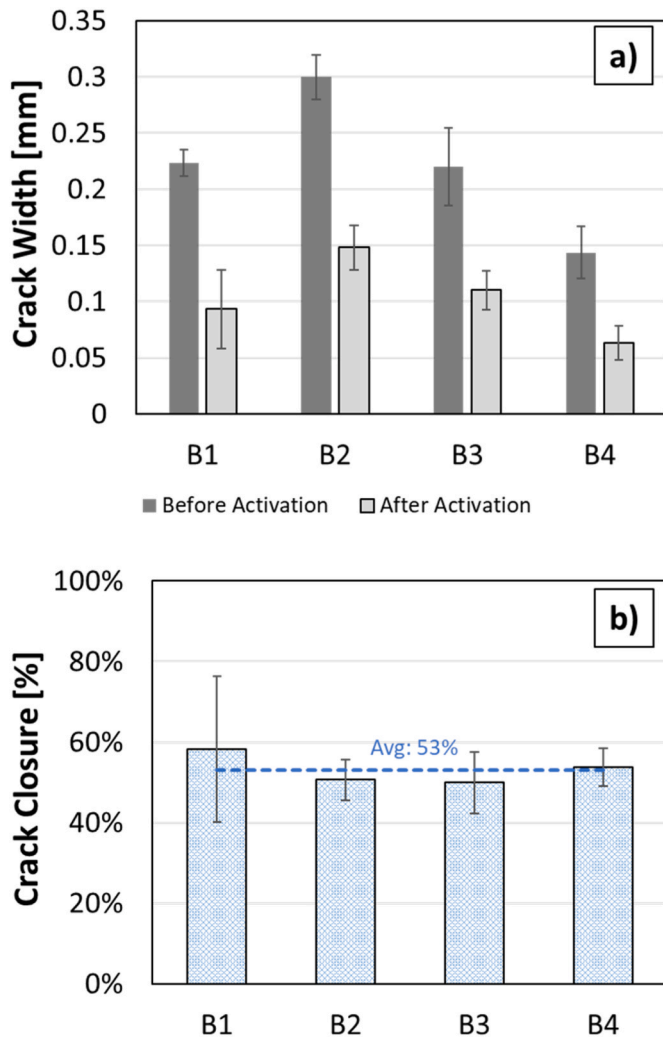 a)
Crack Width [mm]
0.35
0.3
0.25
0.2
0.15
0.1
0.05
0
B1 B2 B3 B4
Before Activation After Activation
b)
Crack Closure [%]
100%
80%
60%
40%
20%
0%
Avg: 53%
B1 B2 B3 B4